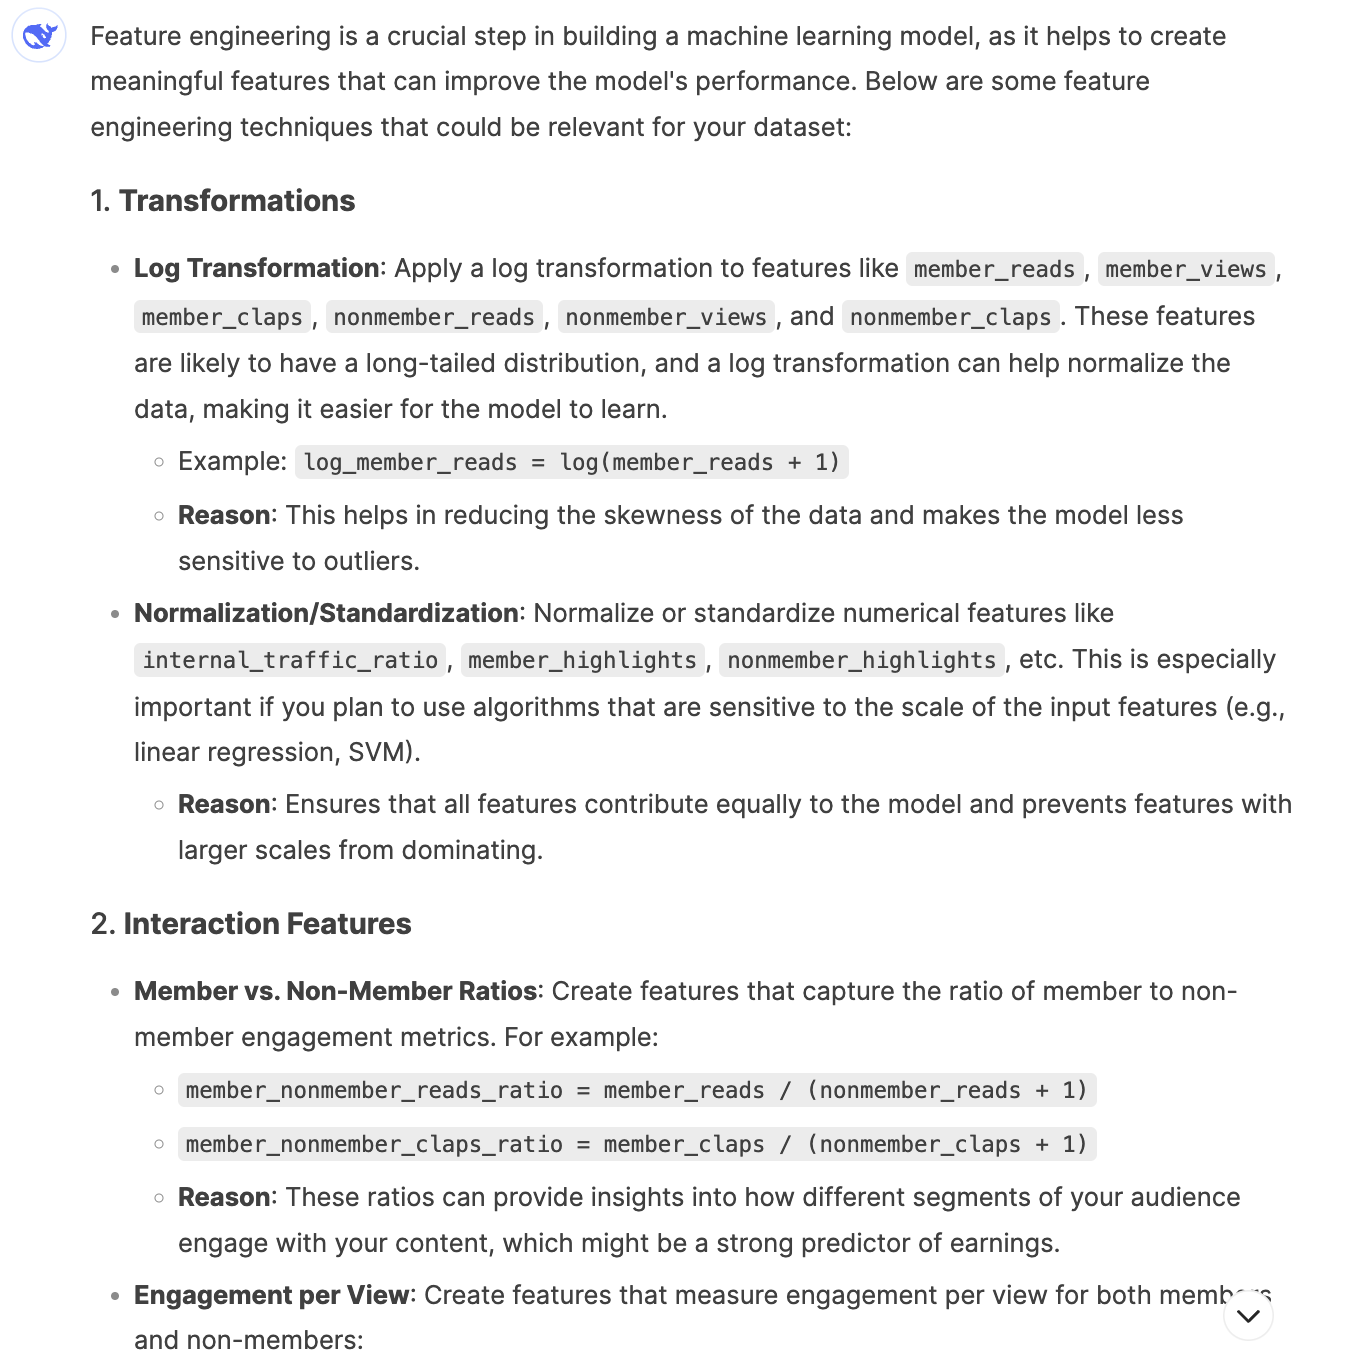 Feature engineering is a crucial step in building a machine learning model, as it helps to create
meaningful features that can improve the model's performance. Below are some feature
engineering techniques that could be relevant for your dataset:
1. Transformations
Log Transformation: Apply a log transformation to features like member_reads, member_views,
member_claps, nonmember_reads, nonmember_views, and nonmember_claps. These features
are likely to have a long-tailed distribution, and a log transformation can help normalize the
data, making it easier for the model to learn.
Example: log_member_reads = log(member_reads + 1)
Reason: This helps in reducing the skewness of the data and makes the model less
sensitive to outliers.
Normalization/Standardization: Normalize or standardize numerical features like
internal_traffic_ratio, member_highlights, nonmember_highlights, etc. This is especially
important if you plan to use algorithms that are sensitive to the scale of the input features (e.g.,
linear regression, SVM).
Reason: Ensures that all features contribute equally to the model and prevents features with
larger scales from dominating.
2. Interaction Features
Member vs. Non-Member Ratios: Create features that capture the ratio of member to non-
member engagement metrics. For example:
member_nonmember_reads_ratio = member_reads / (nonmember_reads + 1)
member_nonmember_claps_ratio = member_claps / (nonmember_claps + 1)
Reason: These ratios can provide insights into how different segments of your audience
engage with your content, which might be a strong predictor of earnings.
Engagement per View: Create features that measure engagement per view for both members
and non-members: